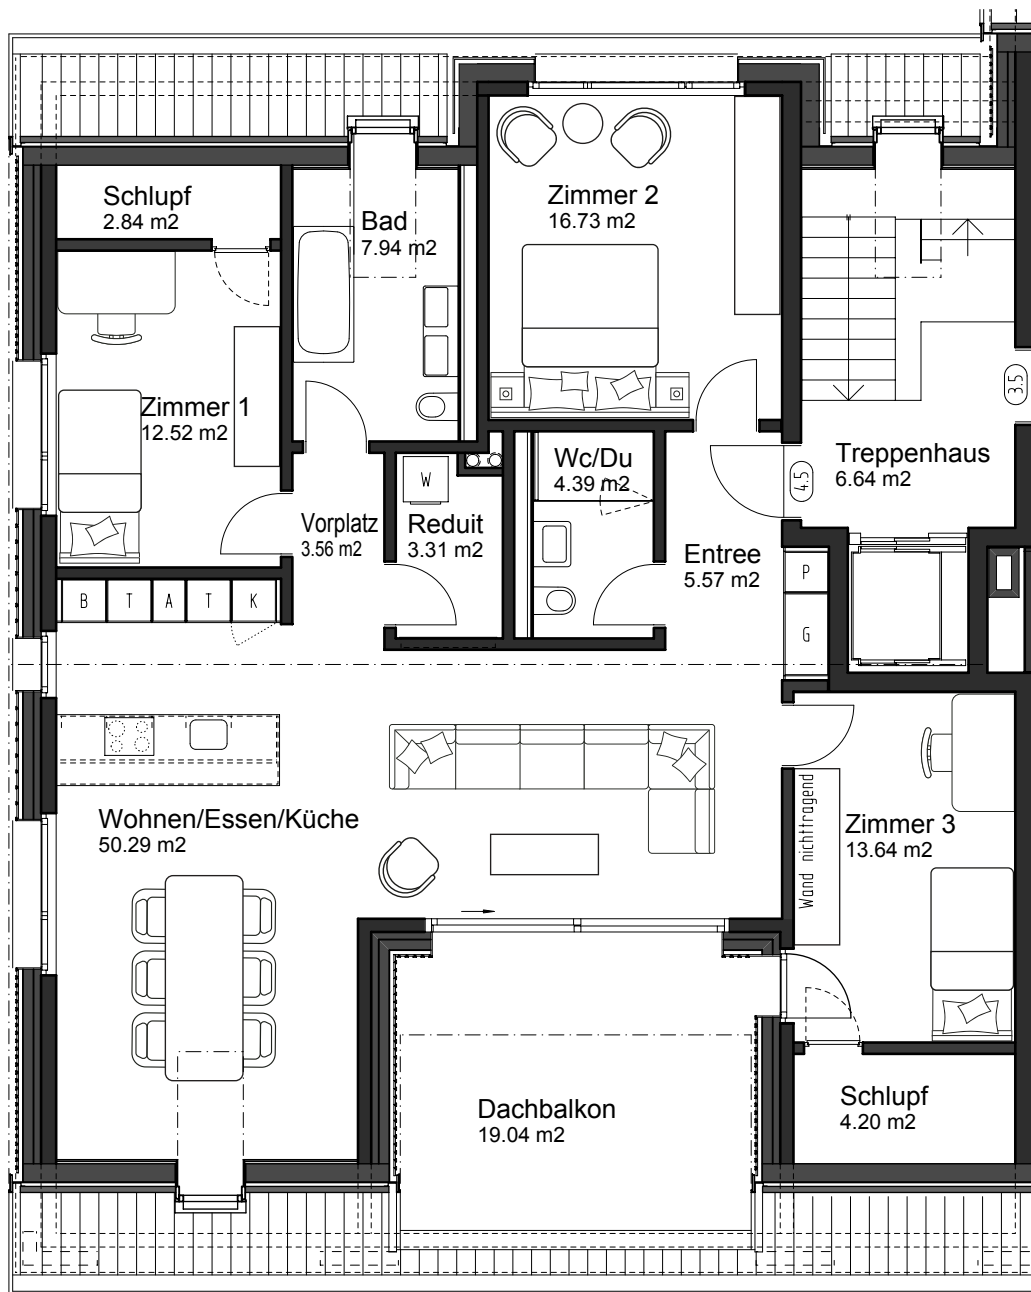 Schlupf
2.84 m2
Bad
7.94 m2
Zimmer 2
16.73 m2
Zimmer 1
12.52 m2
3.5
Treppenhaus
6.64 m2
4.5
Wc/Du
4.39 m2
W
Vorplatz
3.56 m2
Reduit
3.31 m2
Entree
5.57 m2
P
G
B T A T K
Wohnen/Essen/Küche
50.29 m2
Zimmer 3
13.64 m2
Wand nichttragend
Dachbalkon
19.04 m2
Schlupf
4.20 m2